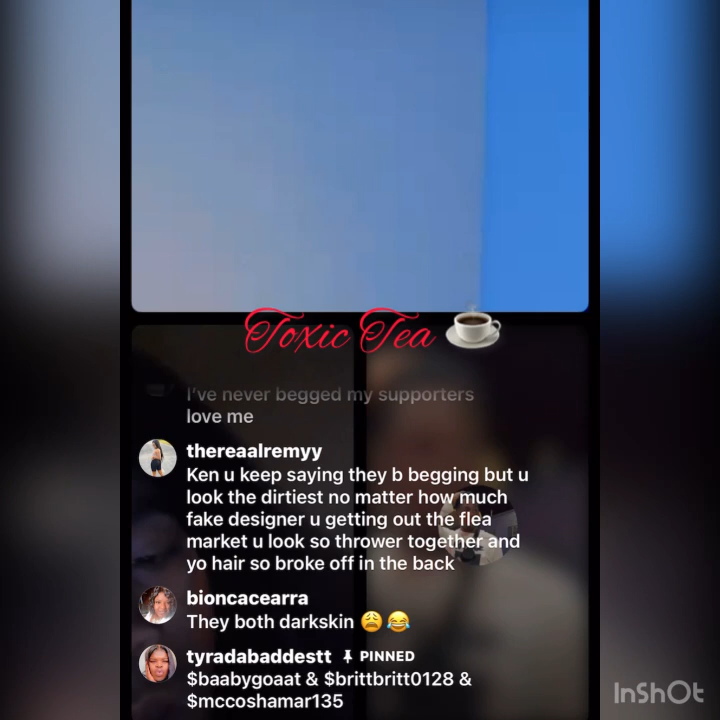 Toxic Tea ☕
I've never begged my supporters
love me
thereaalremyy
Ken u keep saying they b begging but u
look the dirtiest no matter how much
fake designer u getting out the flea
market u look so thrower together and
yo hair so broke off in the back
bioncacearra
They both darkskin 😩😂
tyradabaddestt 📌 PINNED
$baabygoaat & $brittbritt0128 &
$mccoshamar135
InShOt